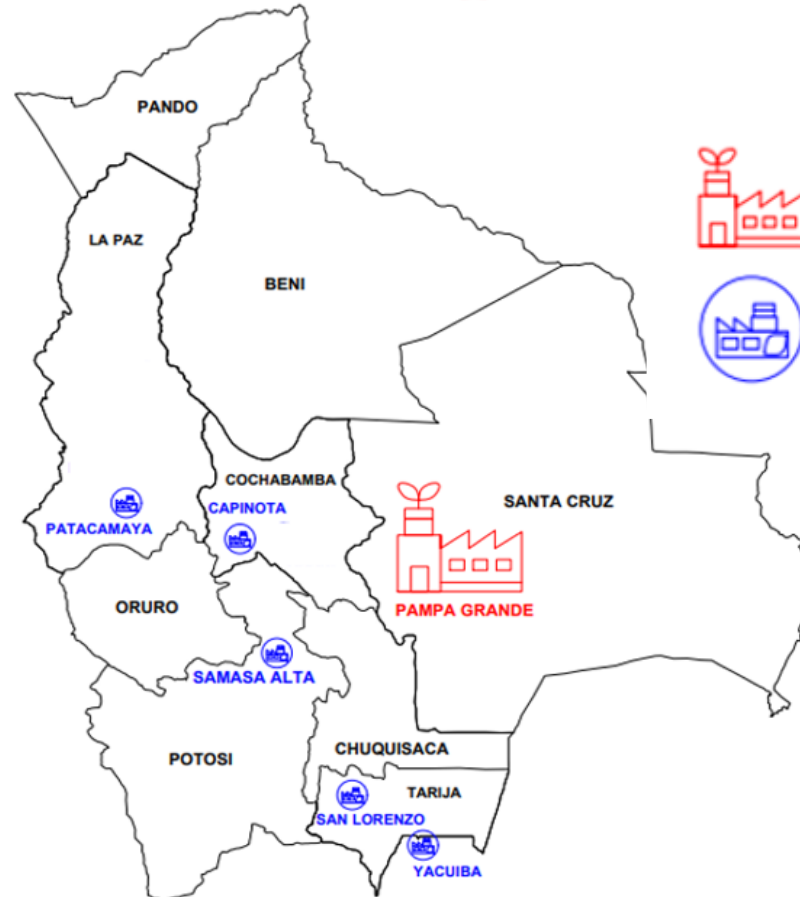 PANDO
LA PAZ
BENI
COCHABAMBA
CAPINOTA
SANTA CRUZ
PATACAMAYA
ORURO
PAMPA GRANDE
SAMASA ALTA
POTOSI
CHUQUISACA
TARIJA
SAN LORENZO
YACUIBA